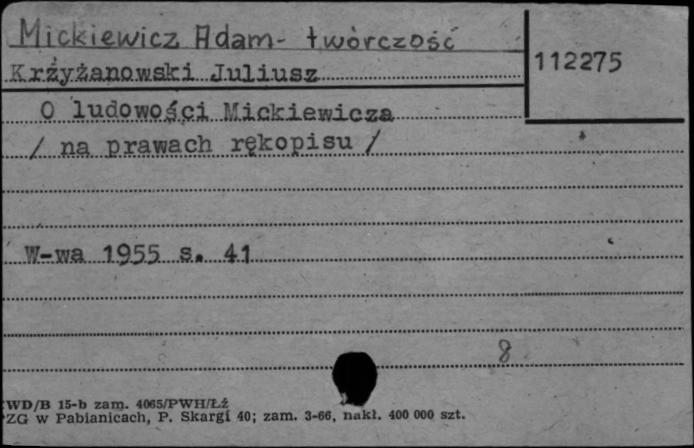 Mickiewicz Adam - twórczość
112275
Krzyżanowski Juliusz
O ludowości Mickiewicza
/ na prawach rękopisu /
W-wa 1955 s. 41
8
WD/B 15-b zam. 4065/PWH/Łź
ZG w Pabianicach, P. Skargi 40; zam. 3-66, nakł. 400 000 szt.